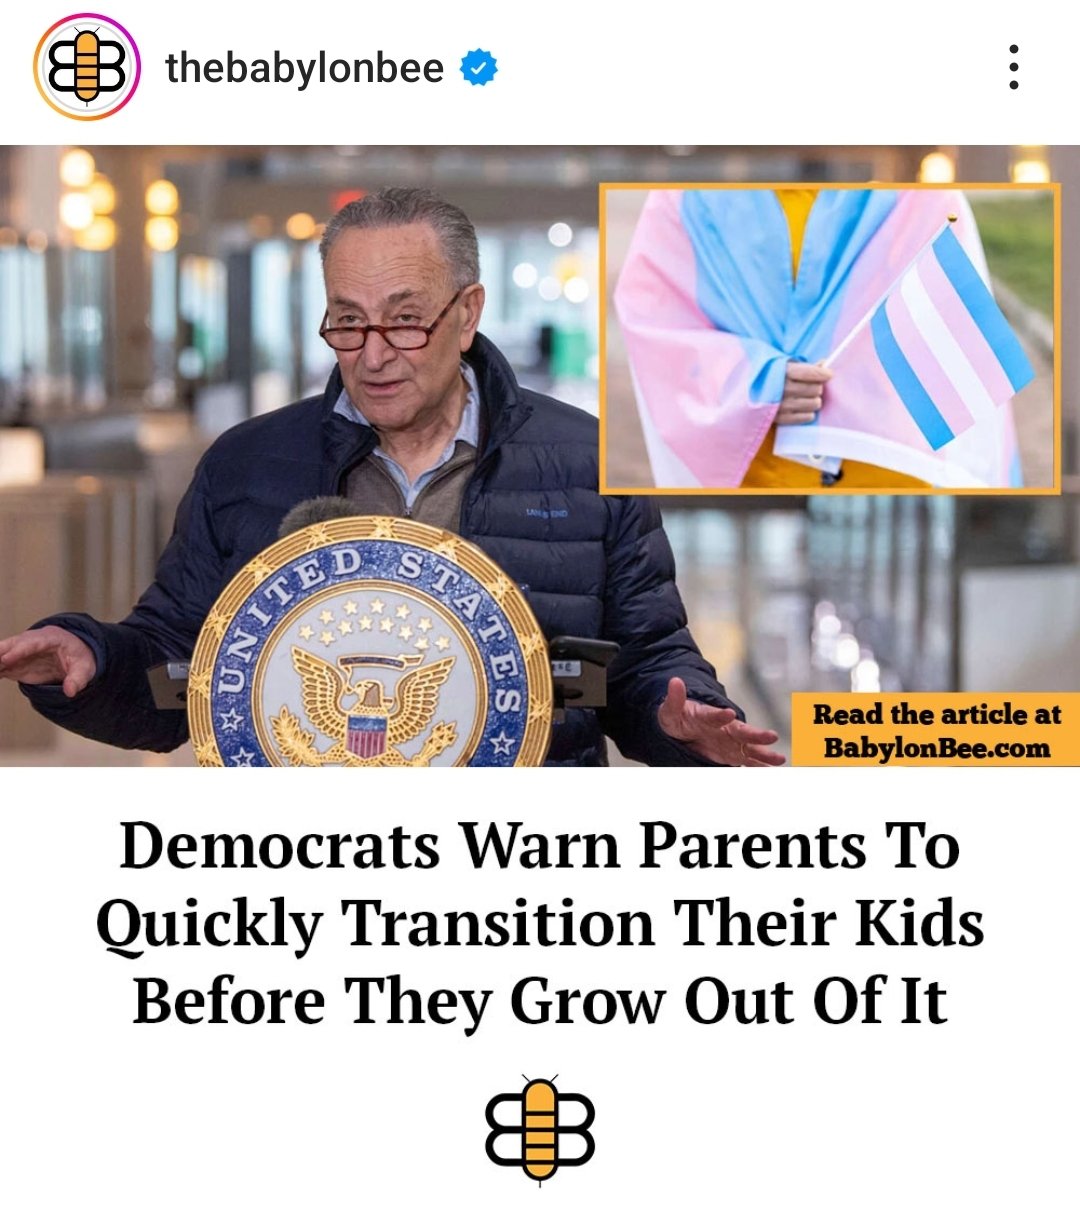 thebabylonbee
LANDS' END
UNITED STATES
Read the article at
BabylonBee.com
Democrats Warn Parents To
Quickly Transition Their Kids
Before They Grow Out Of It